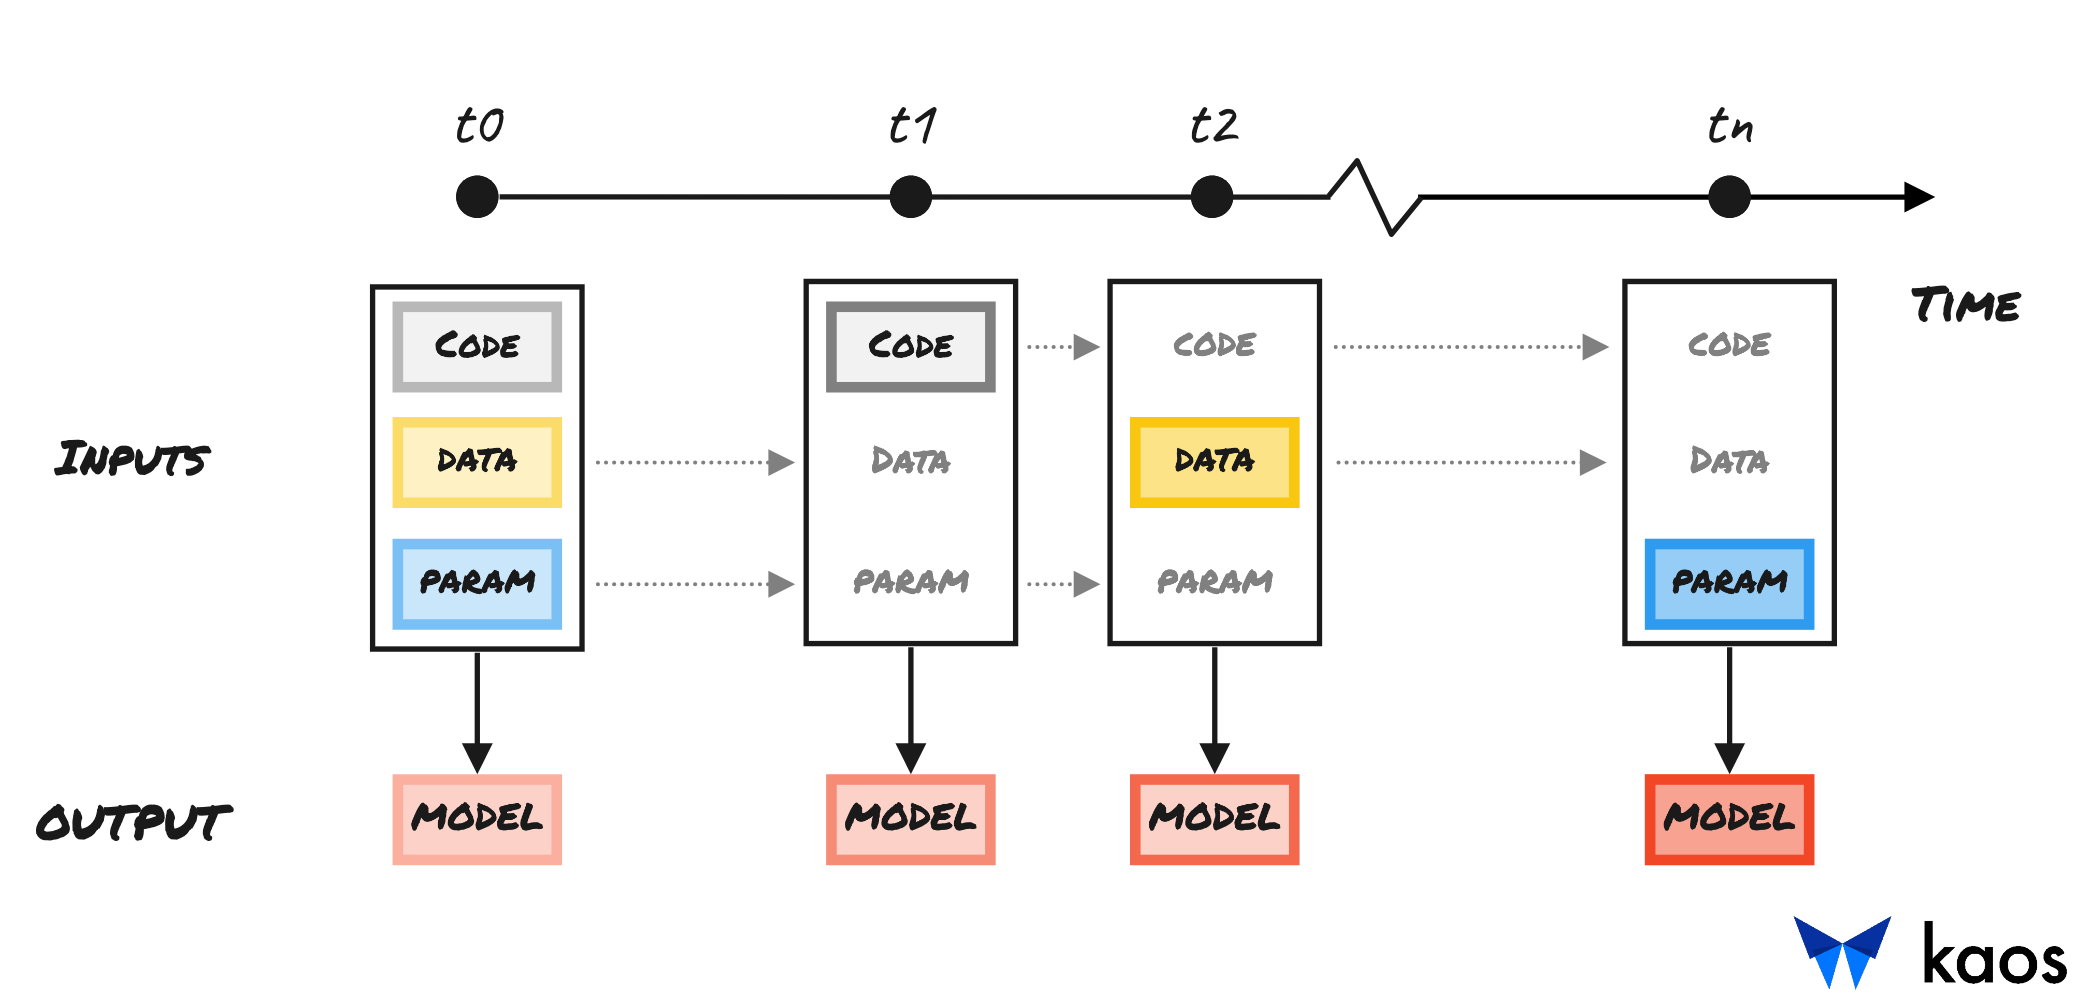 t0 t1 t2 tn
TIME
CODE CODE CODE CODE
INPUTS
DATA DATA DATA DATA
PARAM PARAM PARAM PARAM
OUTPUT
MODEL MODEL MODEL MODEL
kaos